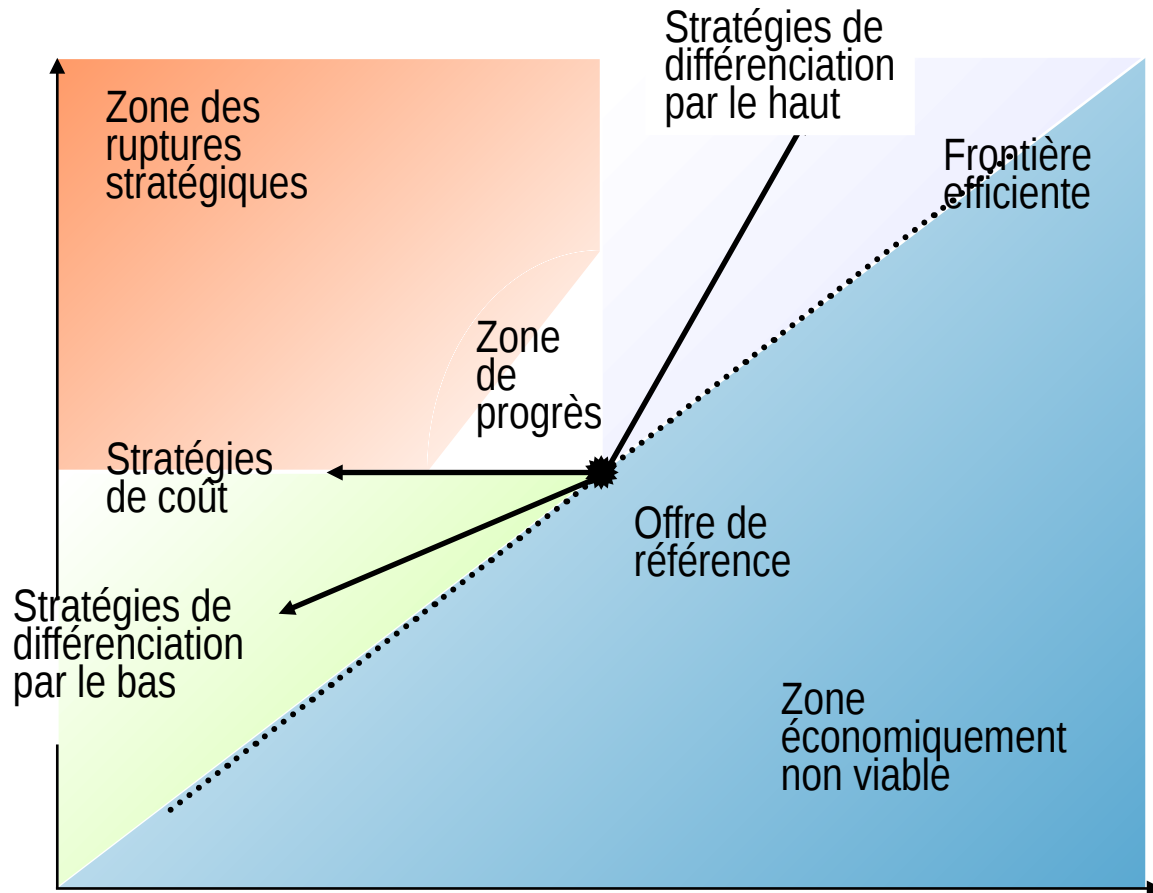 Stratégies de
différenciation
par le haut
Zone des
ruptures
stratégiques
Frontière
efficiente
Zone
de
progrès
Stratégies
de coût
Offre de
référence
Stratégies de
différenciation
par le bas
Zone
économiquement
non viable